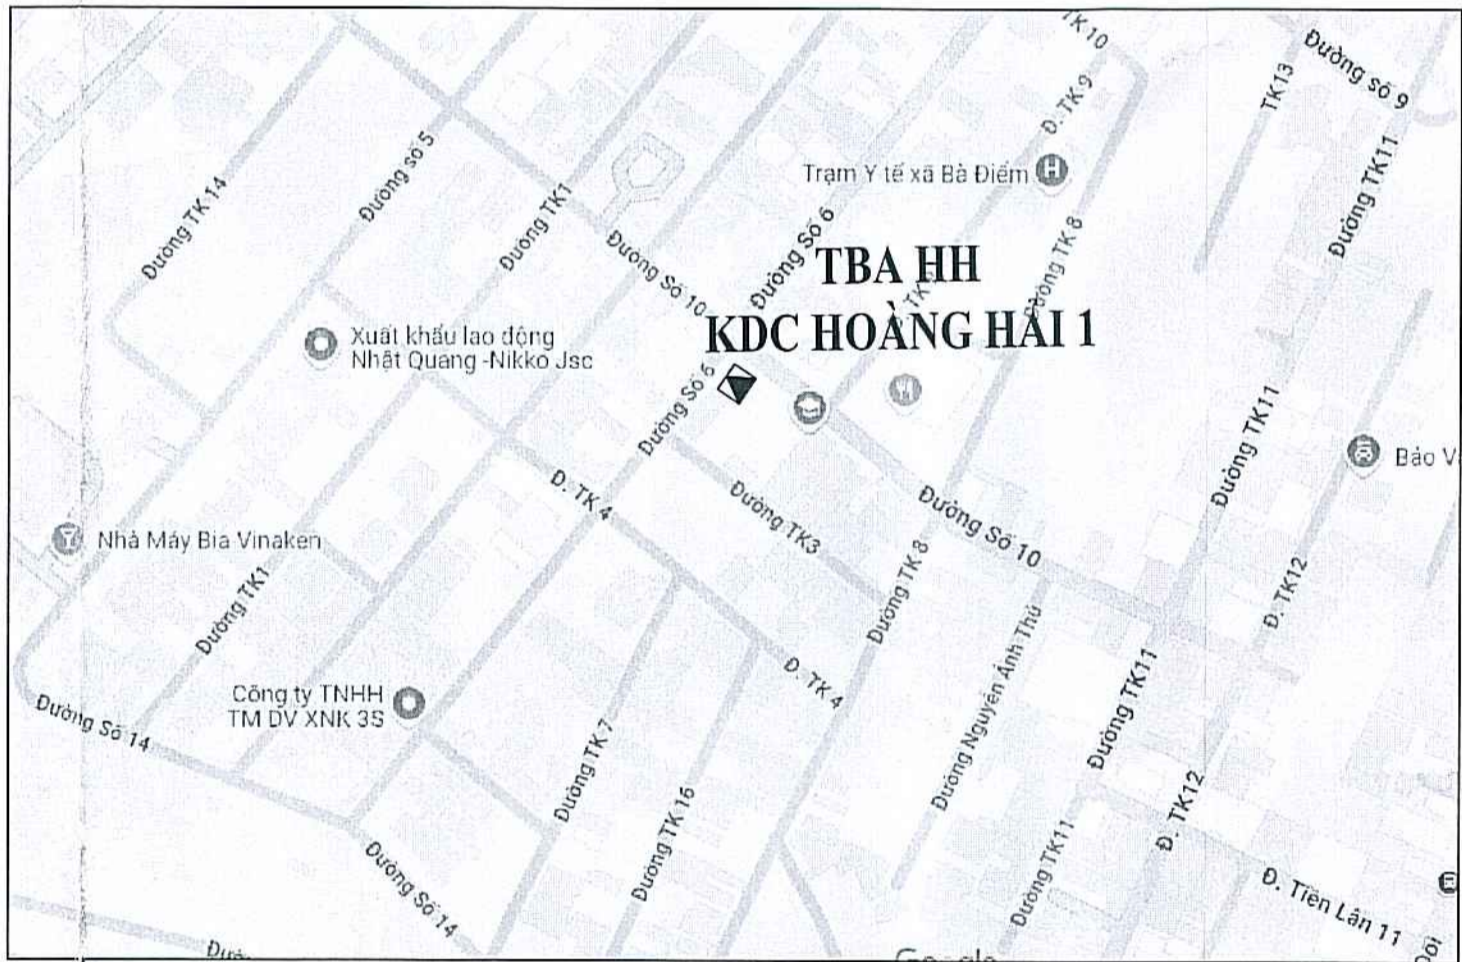 TK 10
Đường số 9
TK13
Đ. TK 9
Đường số 5
Trạm Y tế xã Bà Điểm
Đường TK11
Đường TK 14
Đường TK1
Đường Số 6
Đường TK 8
Đường Số 10
TBA HH
KDC HOÀNG HẢI 1
Xuất khẩu lao động
Nhật Quang -Nikko Jsc
Đường Số 6
Đường TK11
Bảo V
Đ. TK 4
Đường TK3
Đường Số 10
Nhà Máy Bia Vinaken
Đường TK1
Đường TK 8
Đ. TK12
Đường Nguyễn Ảnh Thủ
Đ. TK 4
Công ty TNHH
TM DV XNK 3S
Đường Số 14
Đường TK11
Đường TK 7
Đường TK 16
Đ. TK12
Đường TK11
Đường Số 14
Đ. Tiền Lân 11